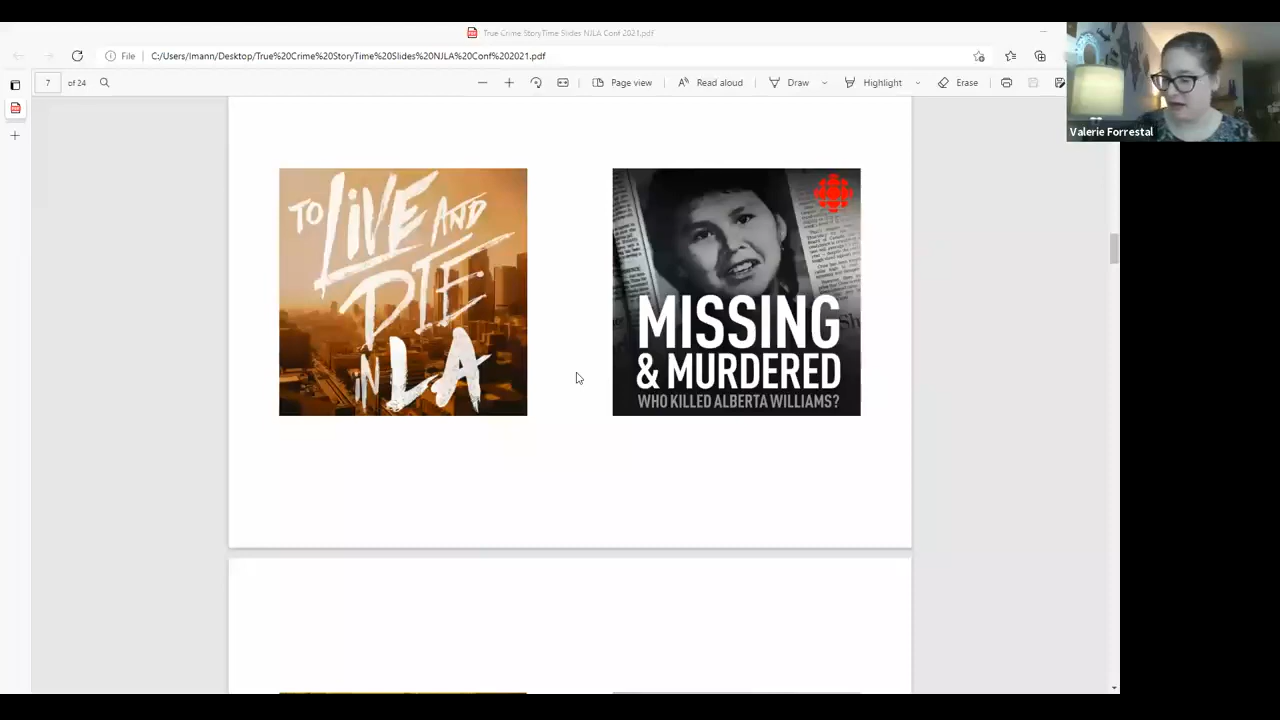 True Crime StoryTime Slides NJLA Conf 2021.pdf
File
C:/Users/lmann/Desktop/True%20Crime%20StoryTime%20Slides%20NJLA%20Conf%202021.pdf
7 of 24
Page view
Read aloud
Draw
Highlight
Erase
Valerie Forrestal
TO LiVE AND
DIE
iN LA
MISSING
& MURDERED
WHO KILLED ALBERTA WILLIAMS?